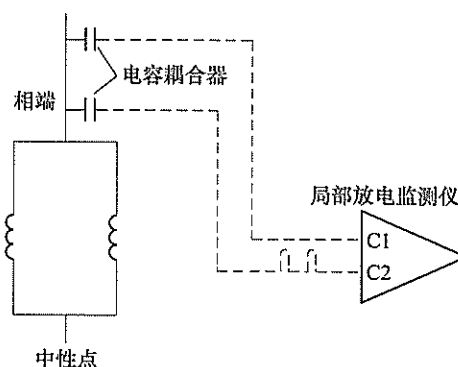 电容耦合器
相端
局部放电监测仪
C1
C2
中性点